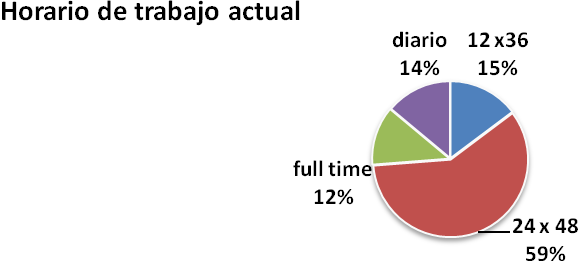 Horario de trabajo actual
diario
14%
12 x36
15%
full time
12%
24 x 48
59%